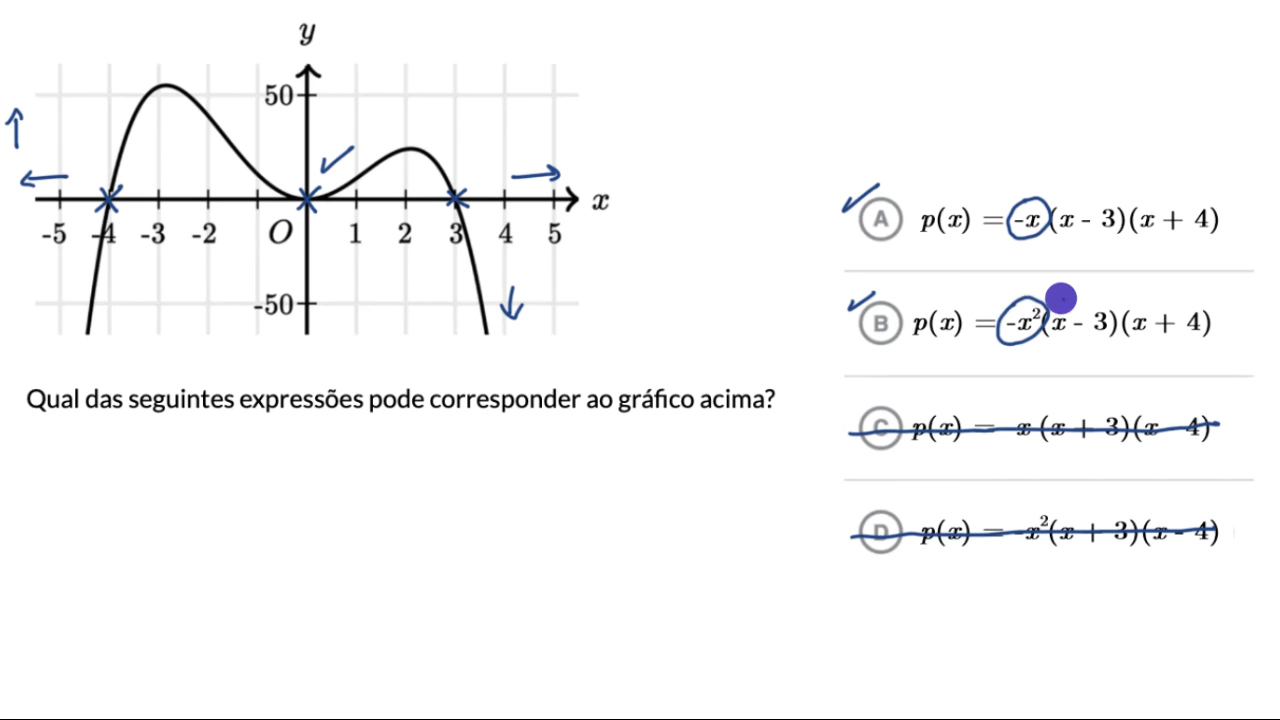 y
50
x
-5 -4 -3 -2 O 1 2 3 4 5
-50
Qual das seguintes expressões pode corresponder ao gráfico acima?
A p(x) = -x(x - 3)(x + 4)
B p(x) = -x²(x - 3)(x + 4)
C p(x) = -x(x + 3)(x - 4)
D p(x) = -x²(x + 3)(x - 4)